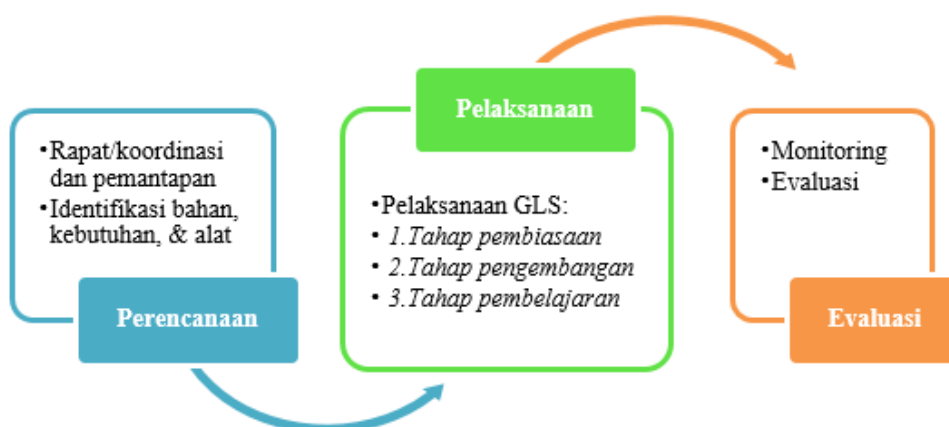 •Rapat/koordinasi
dan pemantapan
•Identifikasi bahan,
kebutuhan, & alat
Perencanaan
Pelaksanaan
•Pelaksanaan GLS:
• 1.Tahap pembiasaan
• 2.Tahap pengembangan
• 3.Tahap pembelajaran
•Monitoring
•Evaluasi
Evaluasi